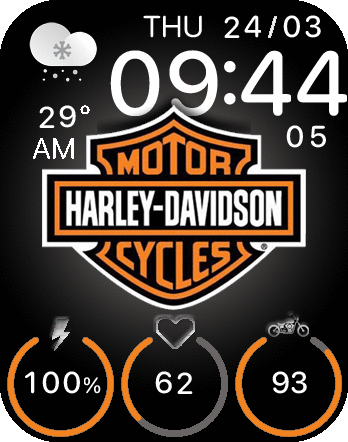 THU 24/03
09:44
05
29°
AM
MOTOR
HARLEY-DAVIDSON
®
CYCLES
100%
62
93